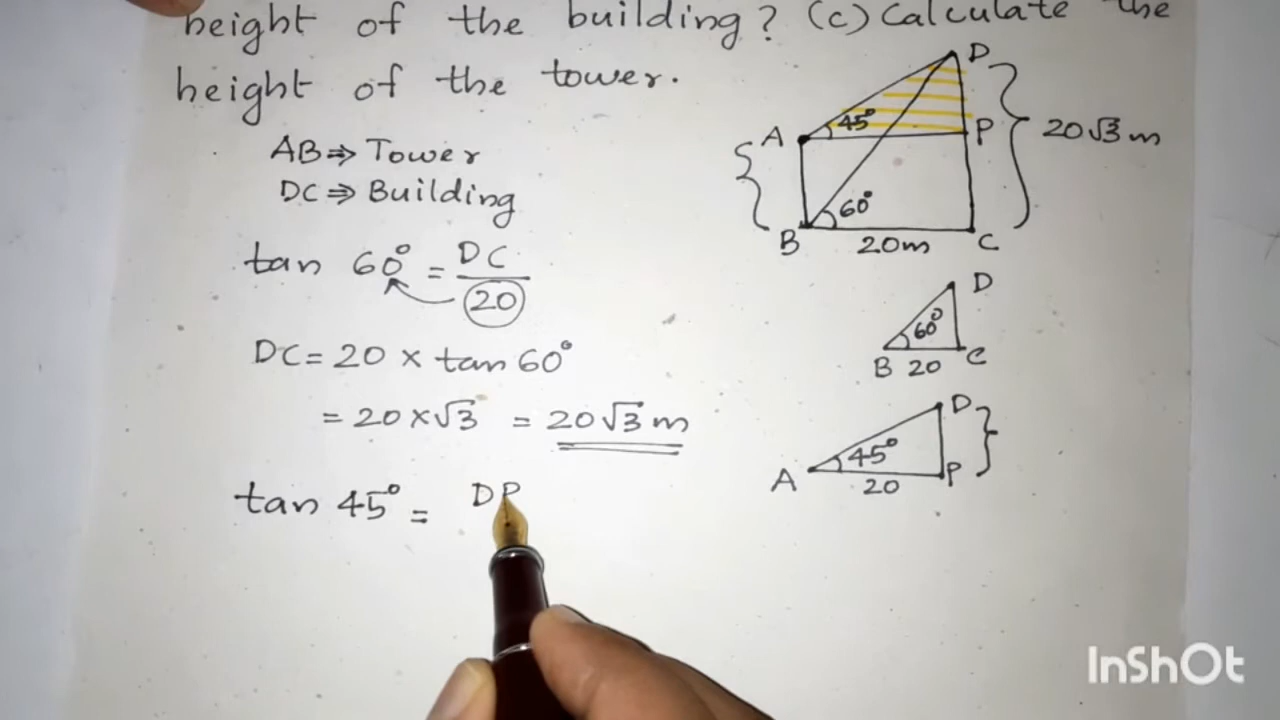 height of the building? (c) Calculate the
height of the tower.
AB ⇒ Tower
DC ⇒ Building
tan 60° = DC / 20
DC = 20 × tan 60°
= 20 × √3 = 20√3 m
tan 45° = DP
D
A 45° P 20√3 m
60°
B 20m C
D
60°
B 20 C
D
45°
A 20 P
InShOt